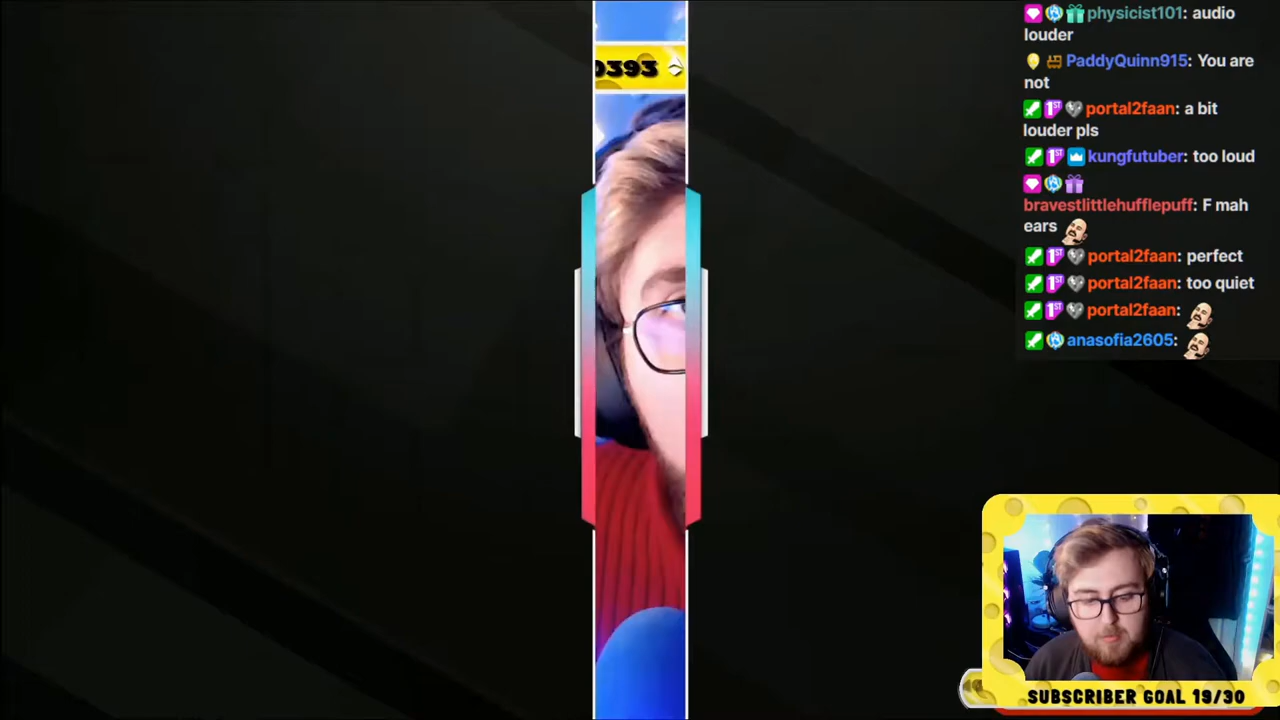 0393
physicist101: audio
louder
PaddyQuinn915: You are
not
portal2faan: a bit
louder pls
kungfutuber: too loud
bravestlittlehufflepuff: F mah
ears
portal2faan: perfect
portal2faan: too quiet
portal2faan:
anasofia2605:
SUBSCRIBER GOAL 19/30